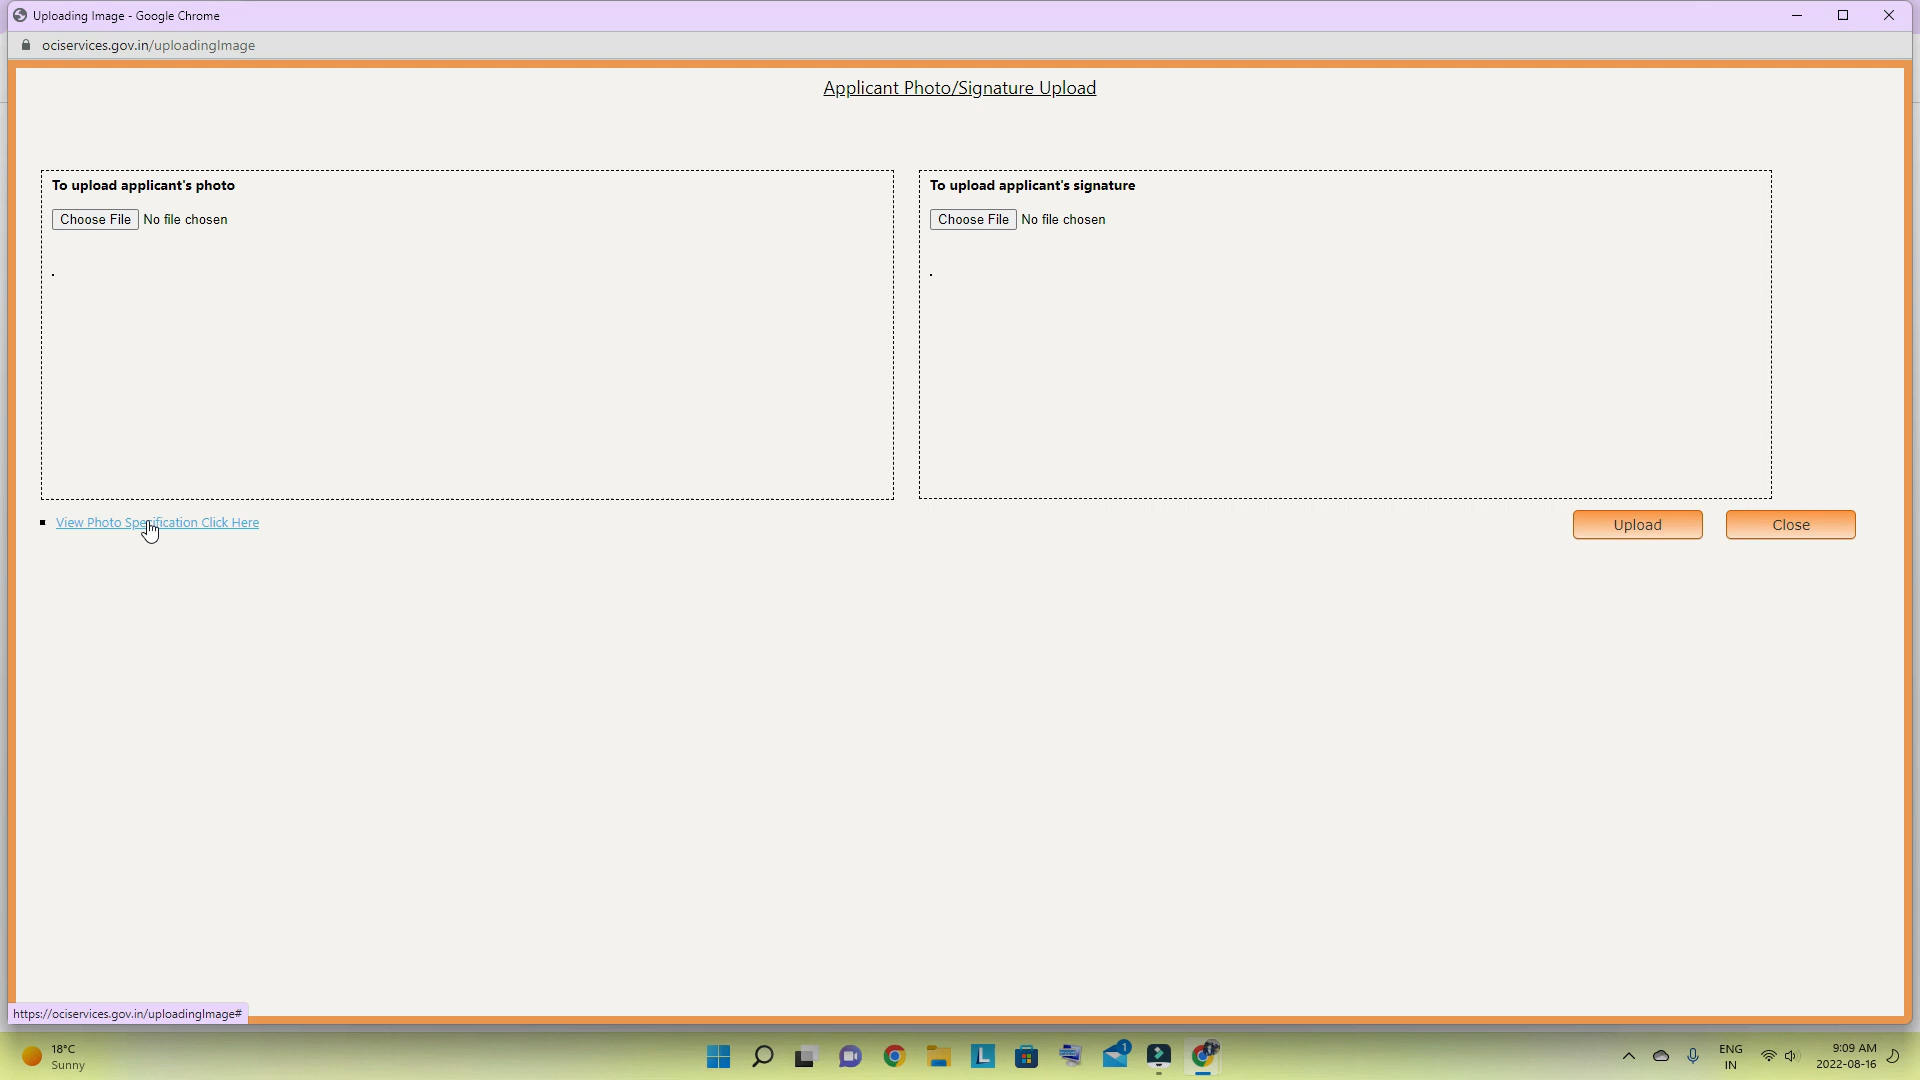 Uploading Image - Google Chrome
ociservices.gov.in/uploadingImage
Applicant Photo/Signature Upload
To upload applicant's photo
Choose File No file chosen
.
To upload applicant's signature
Choose File No file chosen
.
View Photo Specification Click Here
Upload
Close
https://ociservices.gov.in/uploadingImage#
18°C
Sunny
L
1
ENG
IN
9:09 AM
2022-08-16